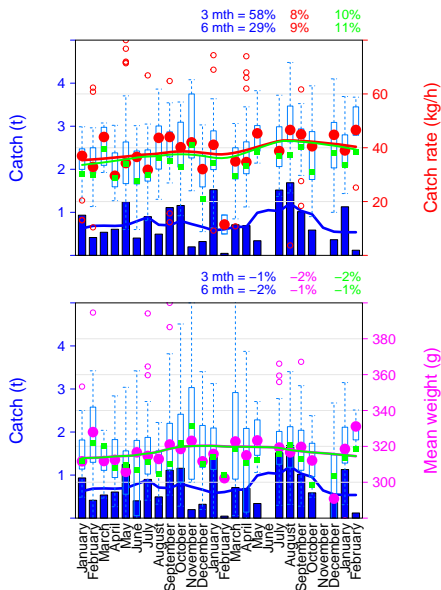 3 mth = 58% 8% 10%
6 mth = 29% 9% 11%
5
4
3
2
1
Catch (t)
60
40
20
Catch rate (kg/h)
3 mth = −1% −2% −2%
6 mth = −2% −1% −1%
5
4
3
2
1
Catch (t)
380
360
340
320
300
Mean weight (g)
January
February
March
April
May
June
July
August
September
October
November
December
January
February
March
April
May
June
July
August
September
October
November
December
January
February